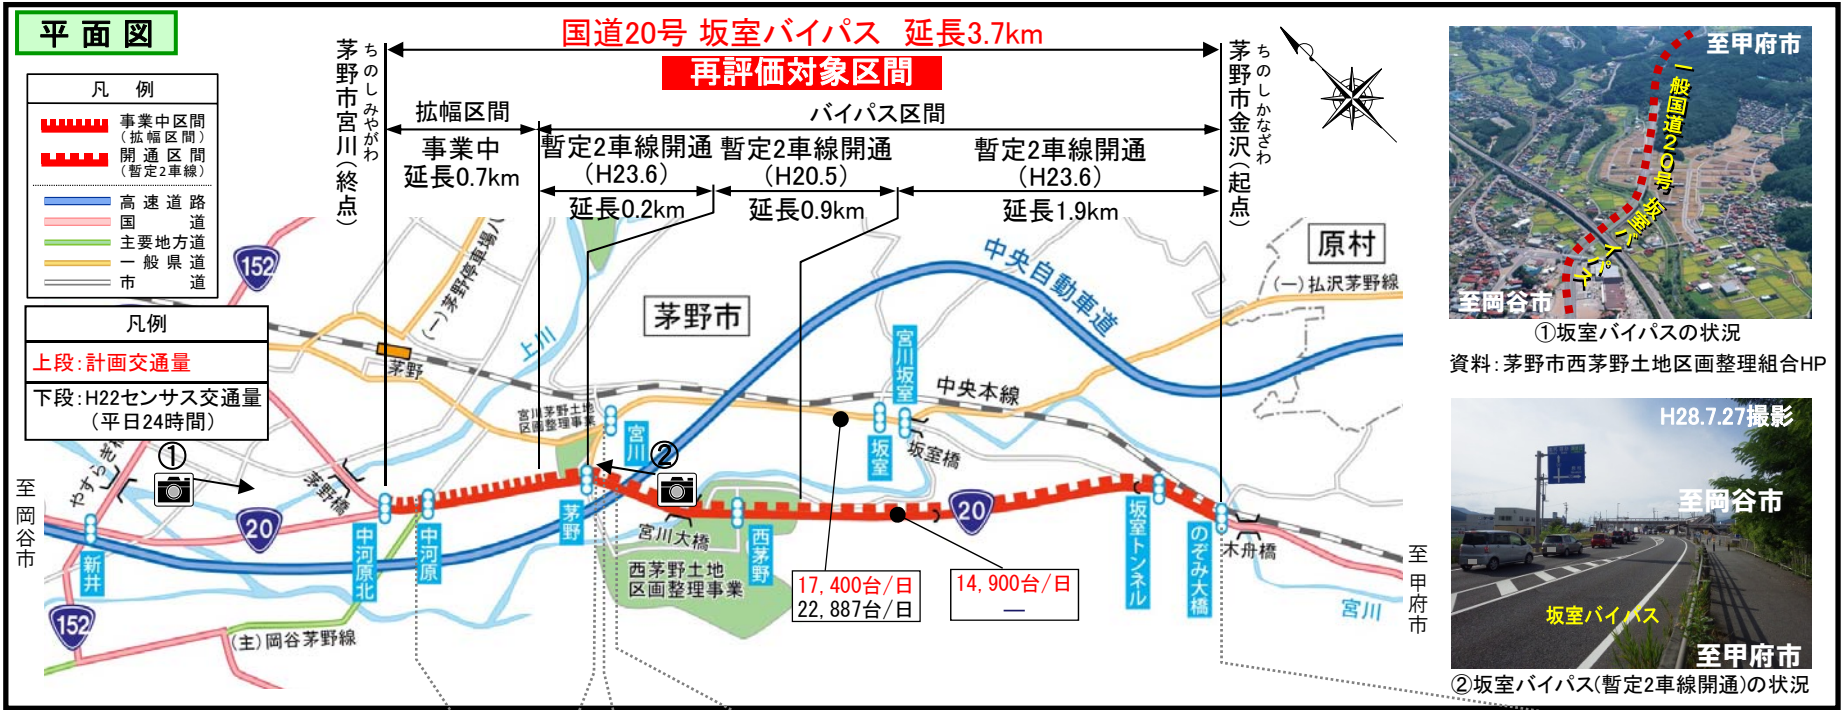 平面図
国道20号 坂室バイパス 延長3.7km
再評価対象区間
茅野市宮川(終点)
ちのしみやがわ
茅野市金沢(起点)
ちのしかなざわ
拡幅区間
バイパス区間
事業中
延長0.7km
暫定2車線開通
(H23.6)
延長0.2km
暫定2車線開通
(H20.5)
延長0.9km
暫定2車線開通
(H23.6)
延長1.9km
凡例
事業中区間
(拡幅区間)
開通区間
(暫定2車線)
高速道路
国道
主要地方道
一般県道
市道
凡例
上段:計画交通量
下段:H22センサス交通量
(平日24時間)
152
(一)茅野停車場八
上川
茅野
茅野市
中央自動車道
原村
(一)払沢茅野線
中央本線
宮川茅野土地
区画整理事業
宮川
宮川坂室
坂室
坂室橋
①
②
やすらぎ
茅野橋
至岡谷市
新井
20
中河原北
中河原
茅野
宮川大橋
西茅野
西茅野土地
区画整理事業
20
坂室トンネル
のぞみ大橋
木舟橋
宮川
至甲府市
152
(主)岡谷茅野線
17,400台/日
22,887台/日
14,900台/日
―
至甲府市
一般国道20号 坂室バイパス
至岡谷市
①坂室バイパスの状況
資料:茅野市西茅野土地区画整理組合HP
H28.7.27撮影
至岡谷市
坂室バイパス
至甲府市
②坂室バイパス(暫定2車線開通)の状況